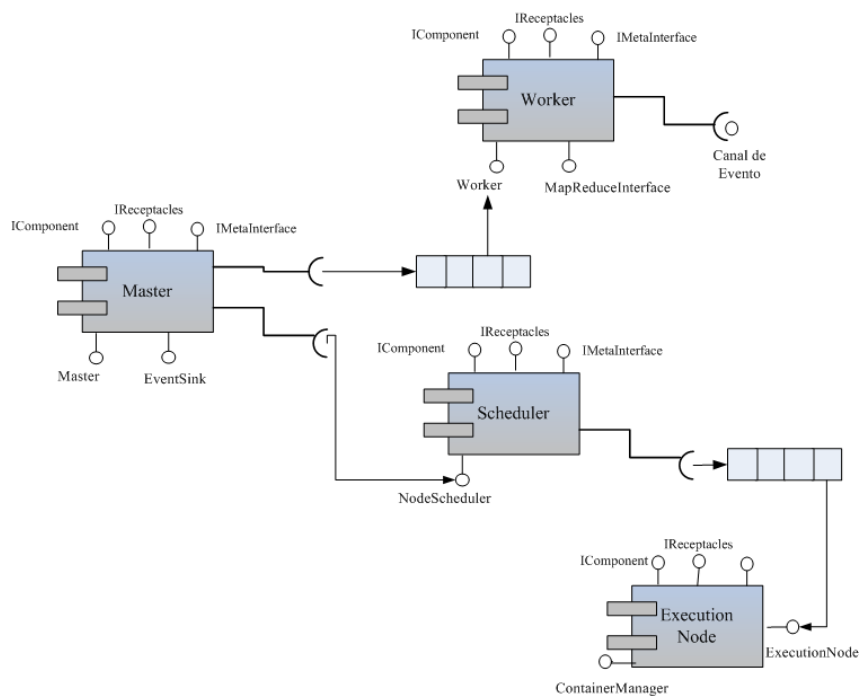 IReceptacles
IComponent
IMetaInterface
Worker
Canal de
Evento
Worker
MapReduceInterface
IReceptacles
IComponent
IMetaInterface
Master
Master
EventSink
IReceptacles
IComponent
IMetaInterface
Scheduler
NodeScheduler
IReceptacles
IComponent
Execution
Node
ExecutionNode
ContainerManager